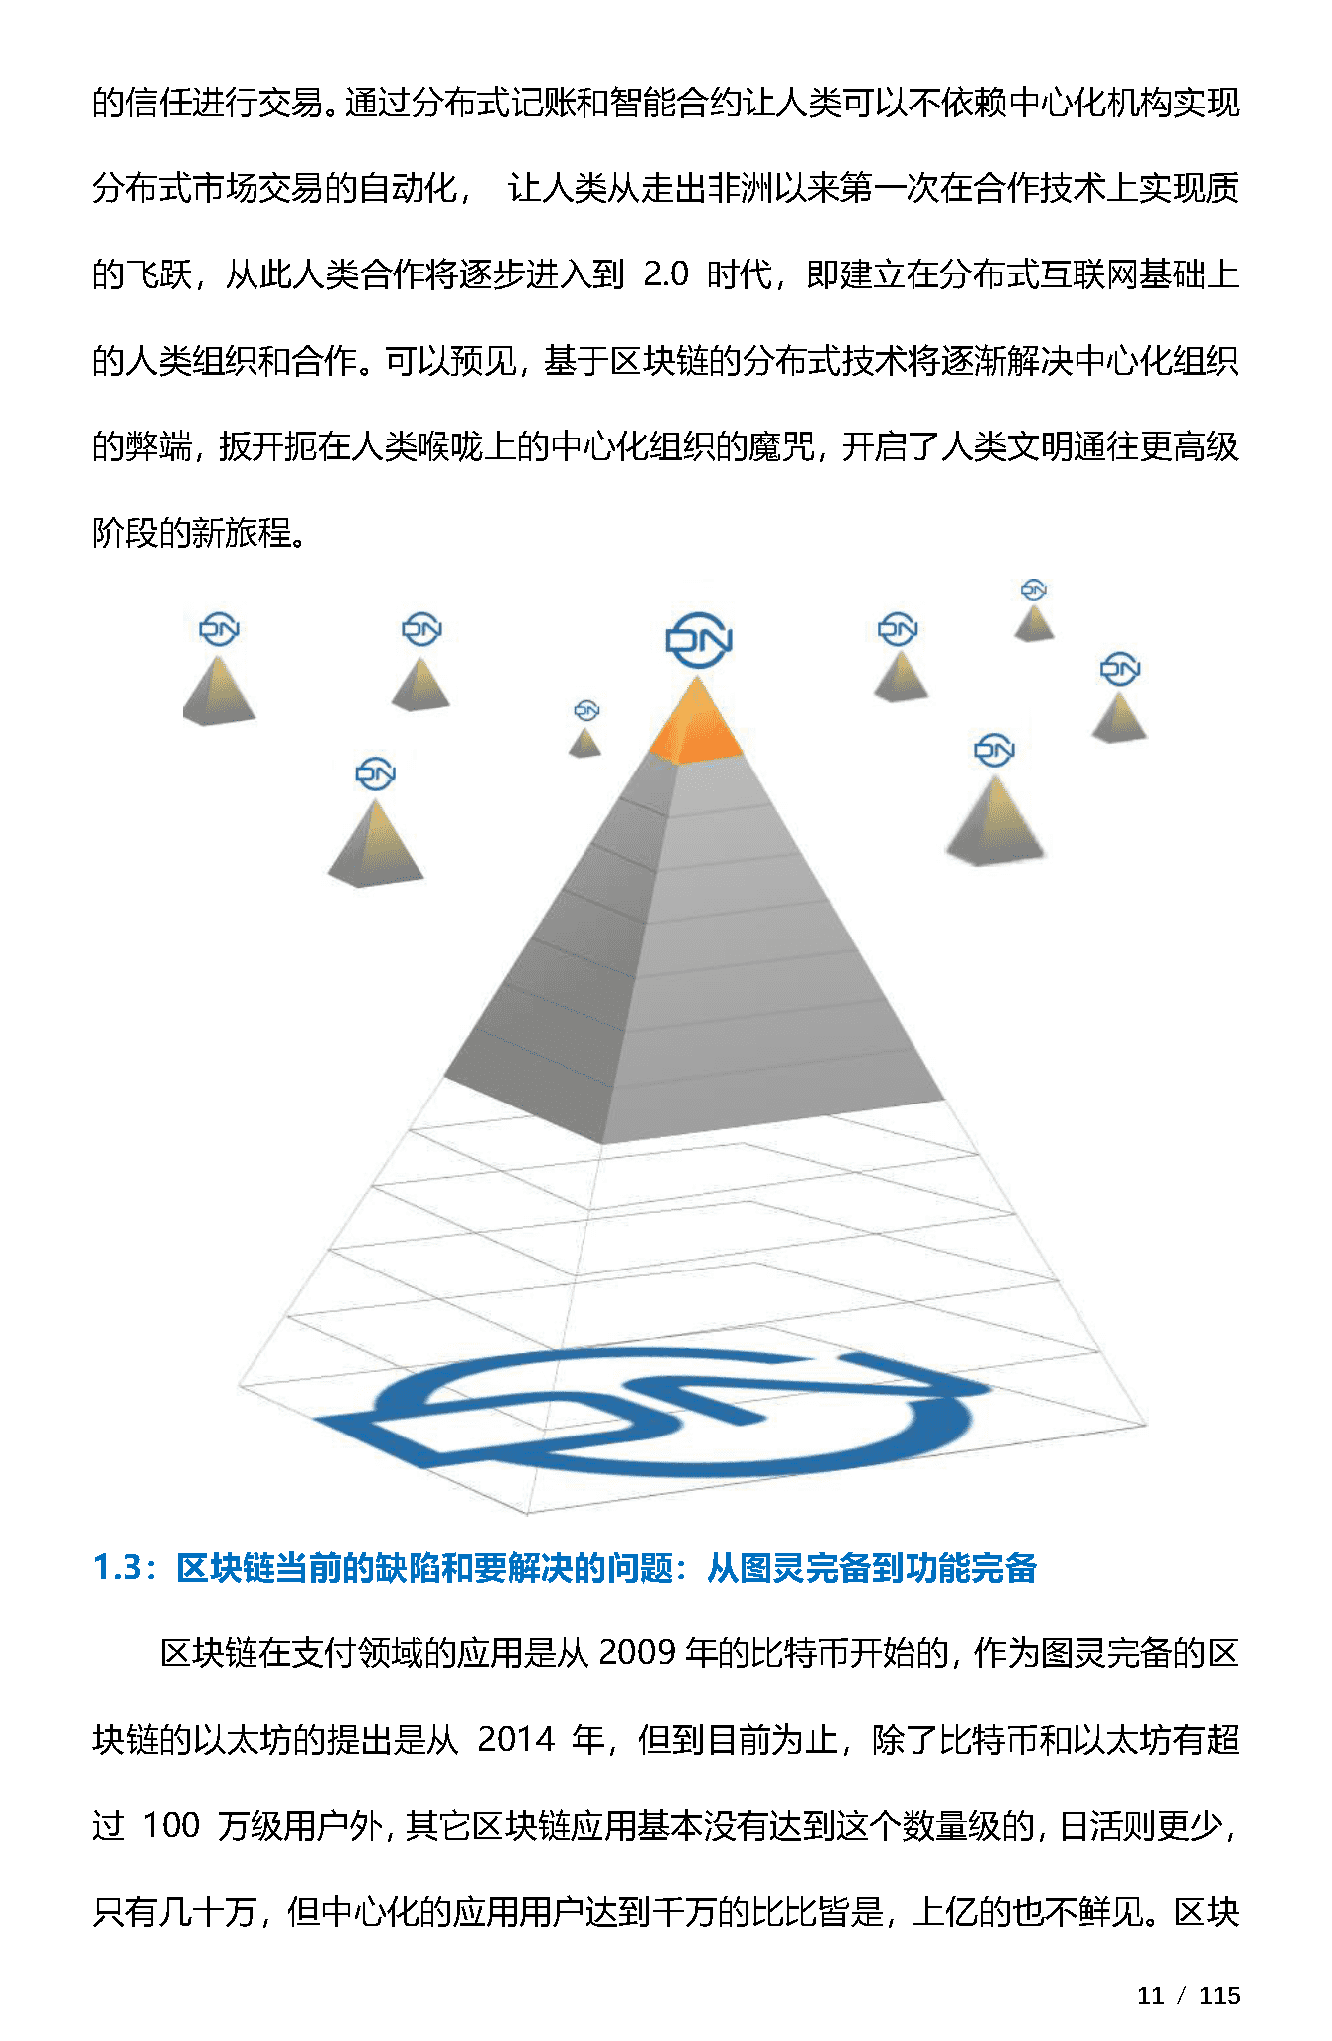 的信任进行交易。通过分布式记账和智能合约让人类可以不依赖中心化机构实现
分布式市场交易的自动化， 让人类从走出非洲以来第一次在合作技术上实现质
的飞跃，从此人类合作将逐步进入到 2.0 时代，即建立在分布式互联网基础上
的人类组织和合作。可以预见，基于区块链的分布式技术将逐渐解决中心化组织
的弊端，扳开扼在人类喉咙上的中心化组织的魔咒，开启了人类文明通往更高级
阶段的新旅程。
DN
DN
DN
DN
DN
DN
DN
DN
DN
DN
1.3：区块链当前的缺陷和要解决的问题：从图灵完备到功能完备
区块链在支付领域的应用是从 2009 年的比特币开始的，作为图灵完备的区
块链的以太坊的提出是从 2014 年，但到目前为止，除了比特币和以太坊有超
过 100 万级用户外，其它区块链应用基本没有达到这个数量级的，日活则更少，
只有几十万，但中心化的应用用户达到千万的比比皆是，上亿的也不鲜见。区块
11 / 115